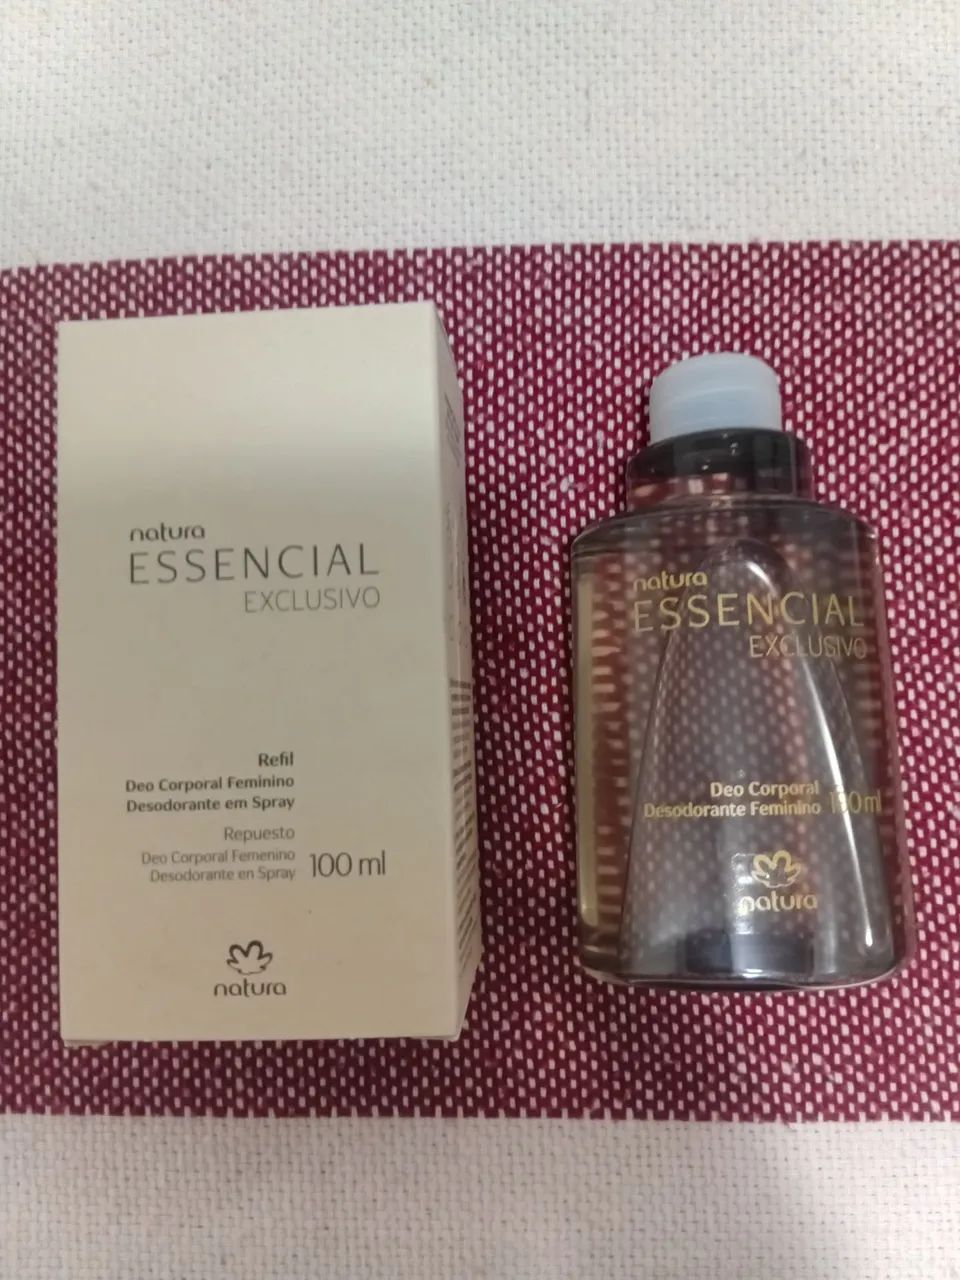 natura
ESSENCIAL
EXCLUSIVO
Refil
Deo Corporal Feminino
Desodorante em Spray
Repuesto
Deo Corporal Femenino
Desodorante en Spray
100 ml
natura
natura
ESSENCIAL
EXCLUSIVO
Deo Corporal
Desodorante Feminino 100 ml
natura